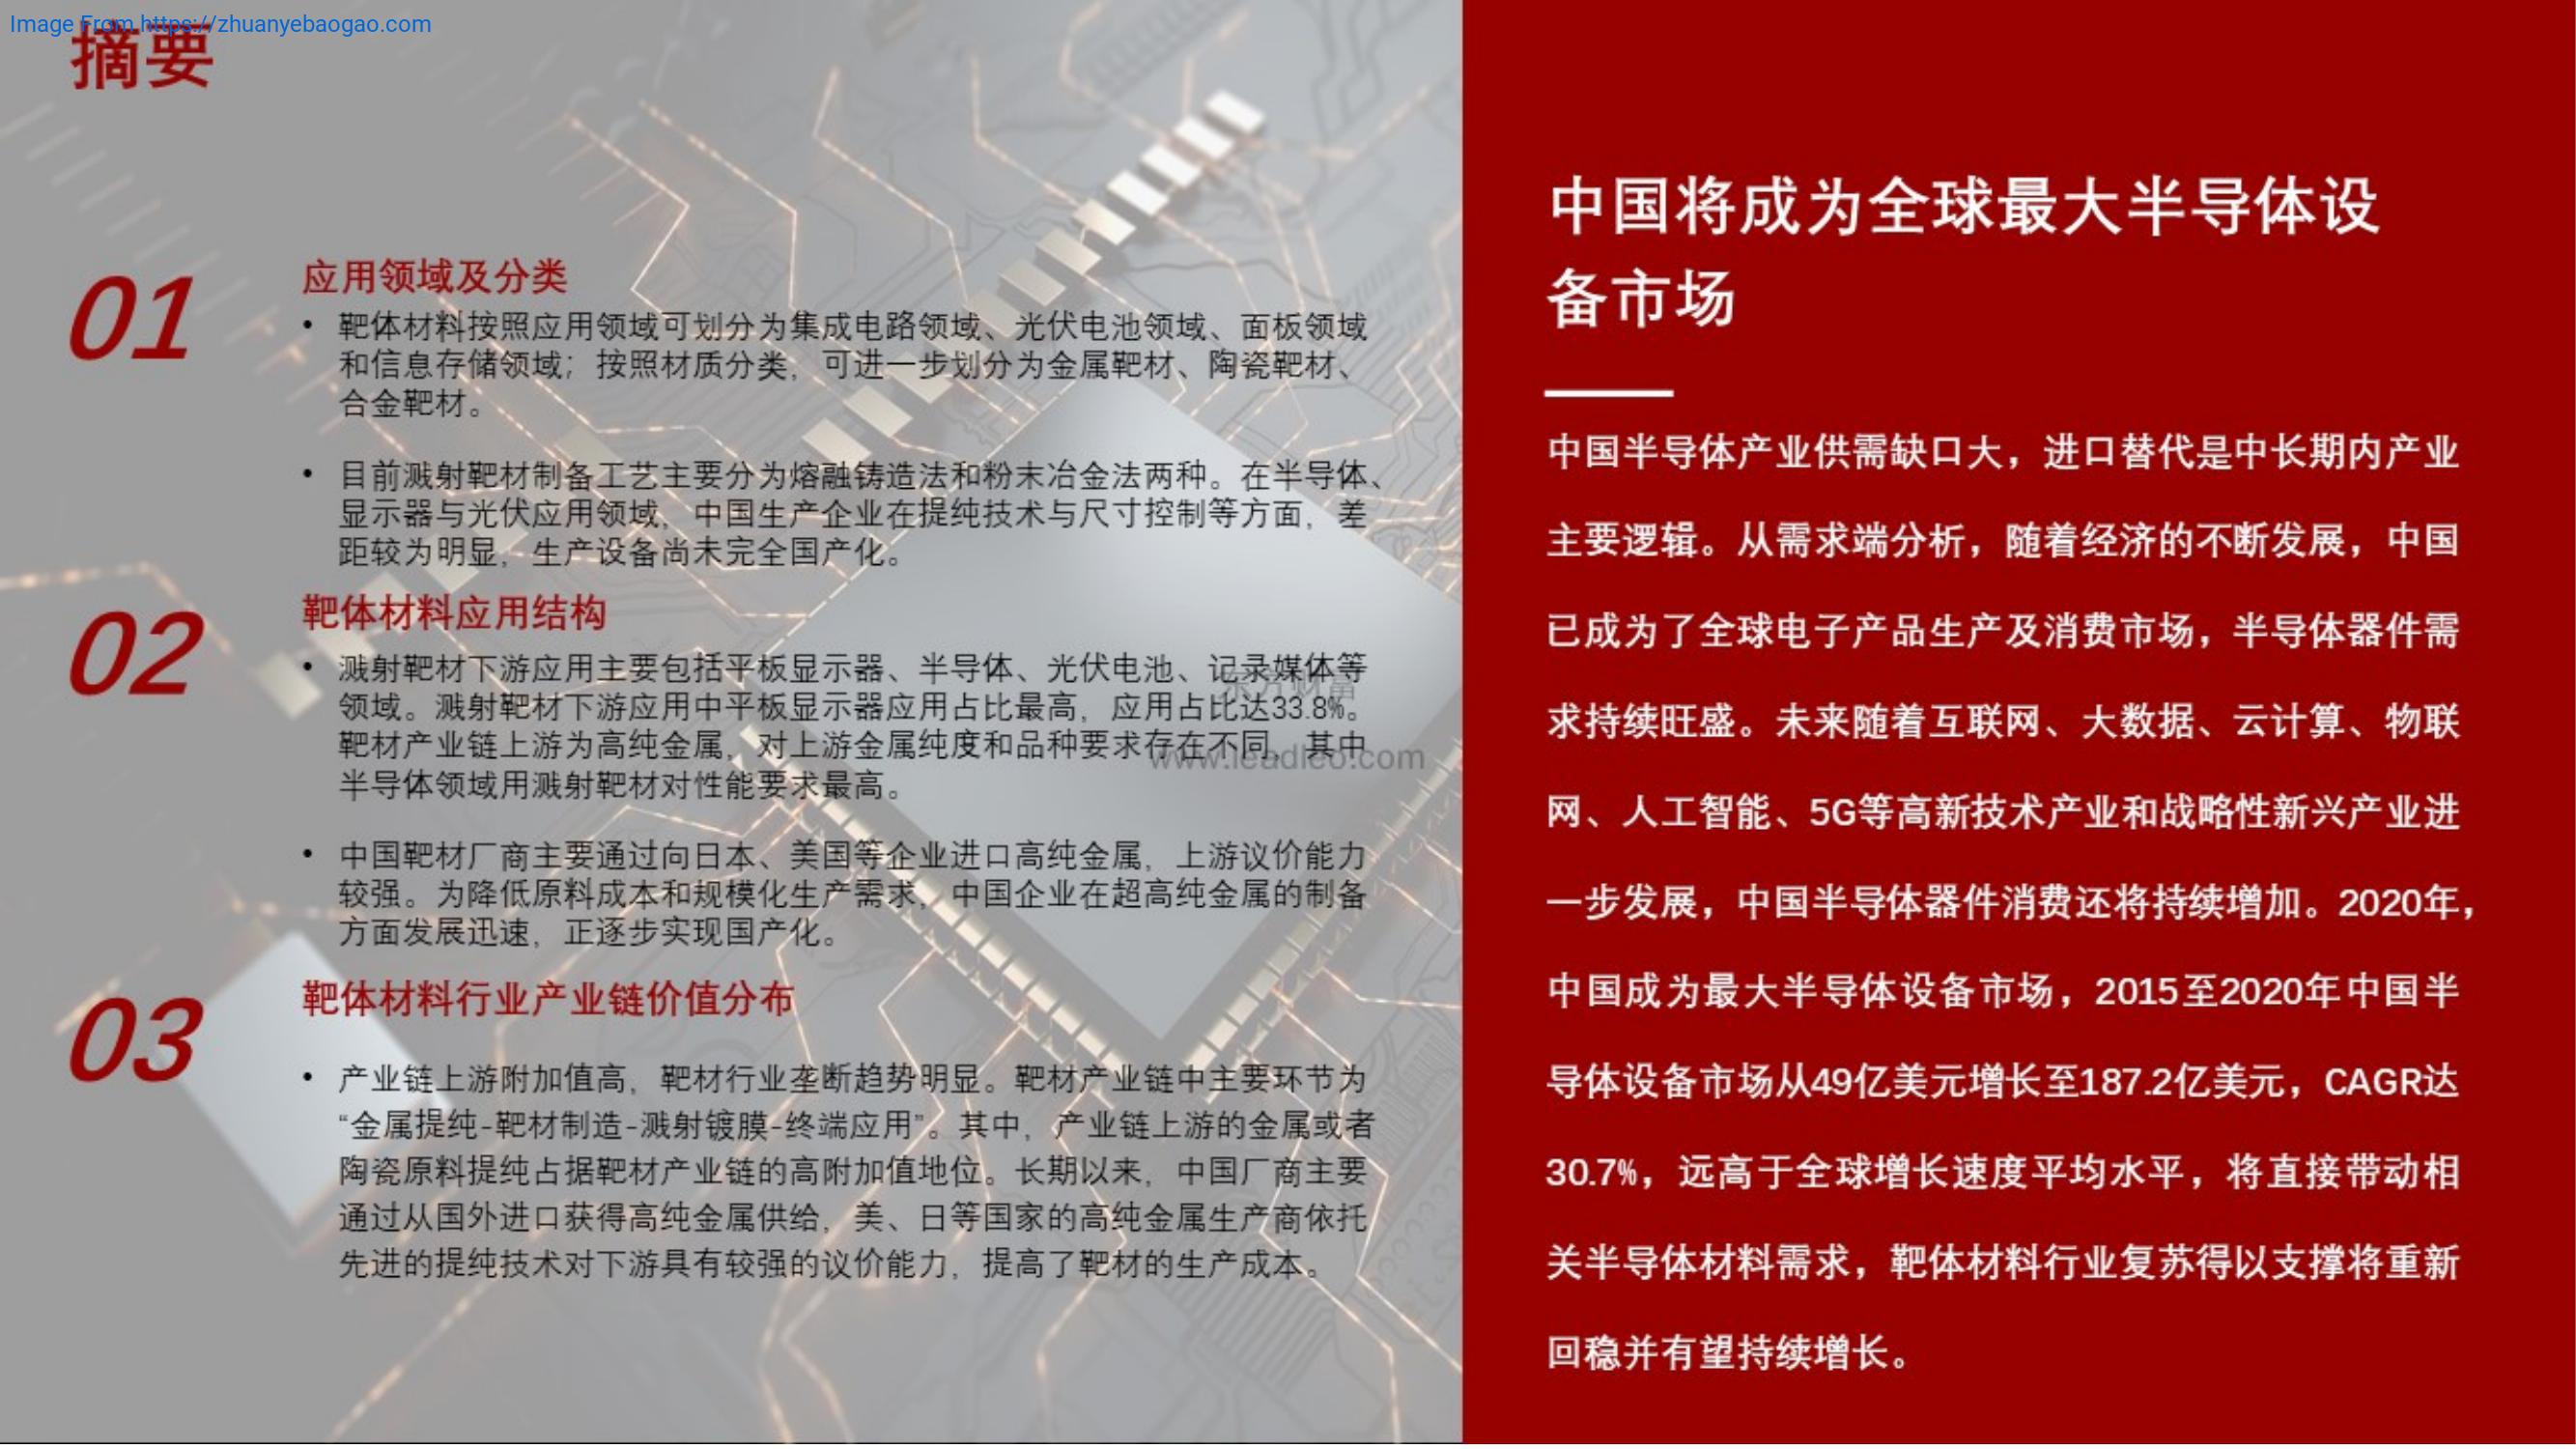 Image From https://zhuanyebaogao.com
摘要
01
应用领域及分类
• 靶体材料按照应用领域可划分为集成电路领域、光伏电池领域、面板领域
和信息存储领域；按照材质分类，可进一步划分为金属靶材、陶瓷靶材、
合金靶材。
• 目前溅射靶材制备工艺主要分为熔融铸造法和粉末冶金法两种。在半导体、
显示器与光伏应用领域，中国生产企业在提纯技术与尺寸控制等方面，差
距较为明显，生产设备尚未完全国产化。
02
靶体材料应用结构
• 溅射靶材下游应用主要包括平板显示器、半导体、光伏电池、记录媒体等
领域。溅射靶材下游应用中平板显示器应用占比最高，应用占比达33.8%。
靶材产业链上游为高纯金属，对上游金属纯度和品种要求存在不同，其中
半导体领域用溅射靶材对性能要求最高。
东方财富
www.leadleo.com
• 中国靶材厂商主要通过向日本、美国等企业进口高纯金属，上游议价能力
较强。为降低原料成本和规模化生产需求，中国企业在超高纯金属的制备
方面发展迅速，正逐步实现国产化。
03
靶体材料行业产业链价值分布
• 产业链上游附加值高，靶材行业垄断趋势明显。靶材产业链中主要环节为
“金属提纯-靶材制造-溅射镀膜-终端应用”。其中，产业链上游的金属或者
陶瓷原料提纯占据靶材产业链的高附加值地位。长期以来，中国厂商主要
通过从国外进口获得高纯金属供给，美、日等国家的高纯金属生产商依托
先进的提纯技术对下游具有较强的议价能力，提高了靶材的生产成本。
中国将成为全球最大半导体设
备市场
中国半导体产业供需缺口大，进口替代是中长期内产业
主要逻辑。从需求端分析，随着经济的不断发展，中国
已成为了全球电子产品生产及消费市场，半导体器件需
求持续旺盛。未来随着互联网、大数据、云计算、物联
网、人工智能、5G等高新技术产业和战略性新兴产业进
一步发展，中国半导体器件消费还将持续增加。2020年，
中国成为最大半导体设备市场，2015至2020年中国半
导体设备市场从49亿美元增长至187.2亿美元，CAGR达
30.7%，远高于全球增长速度平均水平，将直接带动相
关半导体材料需求，靶体材料行业复苏得以支撑将重新
回稳并有望持续增长。